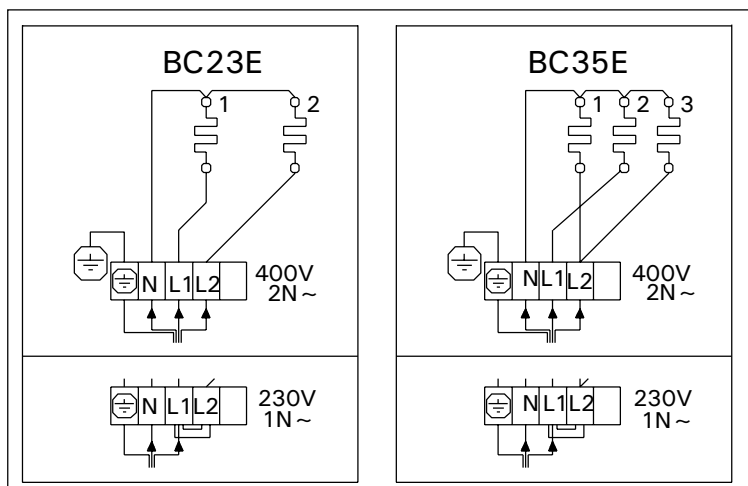 BC23E
1 2
N L1 L2
400V
2N~
N L1 L2
230V
1N~
BC35E
1 2 3
N L1 L2
400V
2N~
N L1 L2
230V
1N~